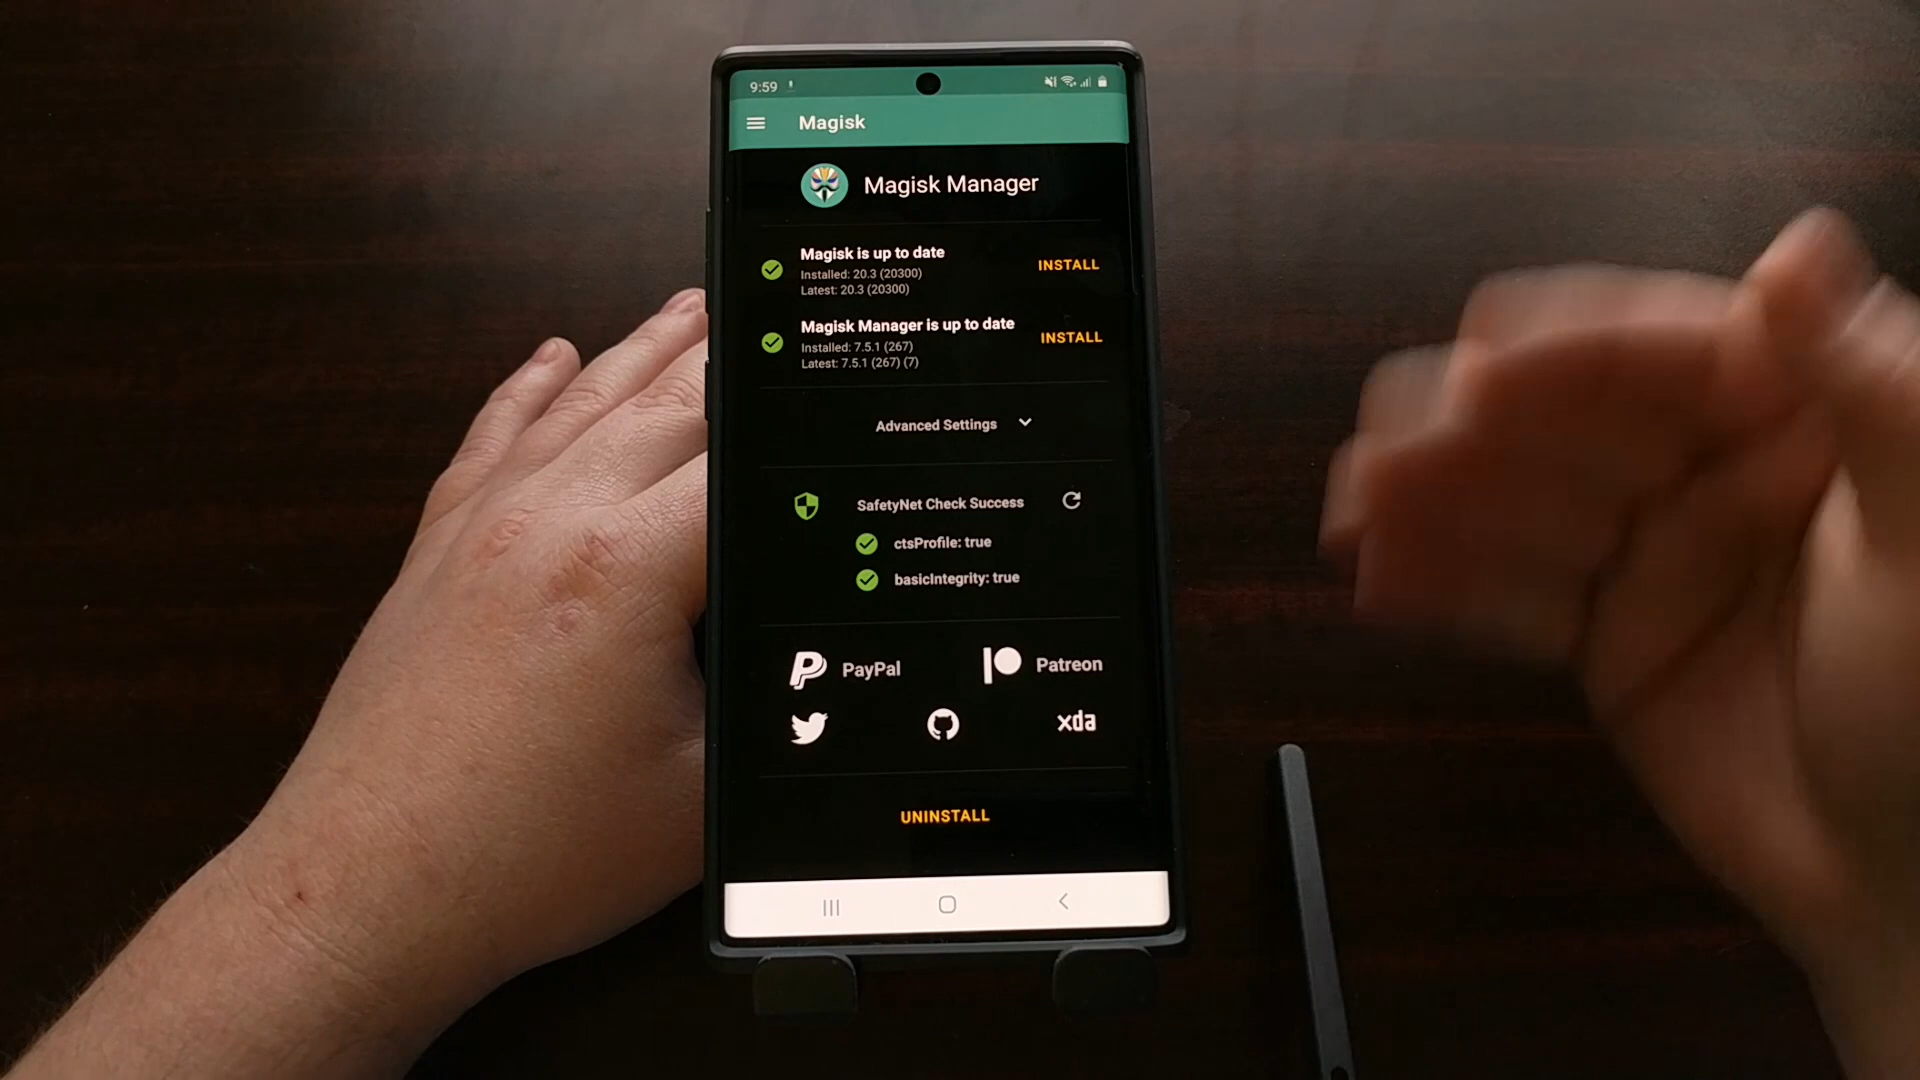 9:59
Magisk
Magisk Manager
Magisk is up to date
Installed: 20.3 (20300)
Latest: 20.3 (20300)
INSTALL
Magisk Manager is up to date
Installed: 7.5.1 (267)
Latest: 7.5.1 (267) (7)
INSTALL
Advanced Settings
SafetyNet Check Success
ctsProfile: true
basicIntegrity: true
PayPal
Patreon
xda
UNINSTALL